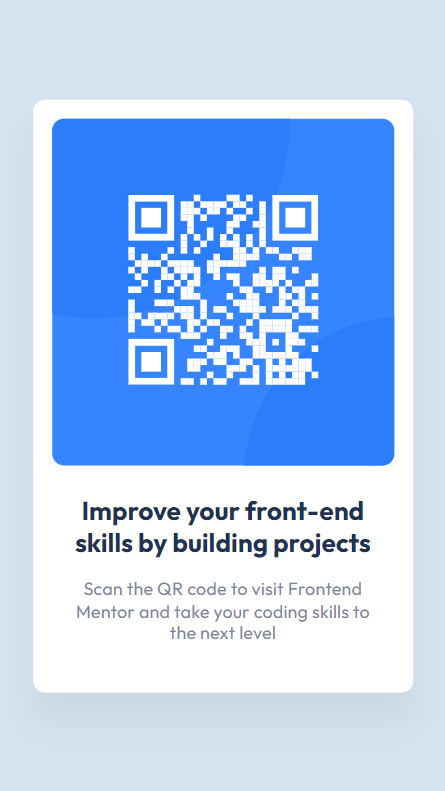 Improve your front-end
skills by building projects
Scan the QR code to visit Frontend
Mentor and take your coding skills to
the next level